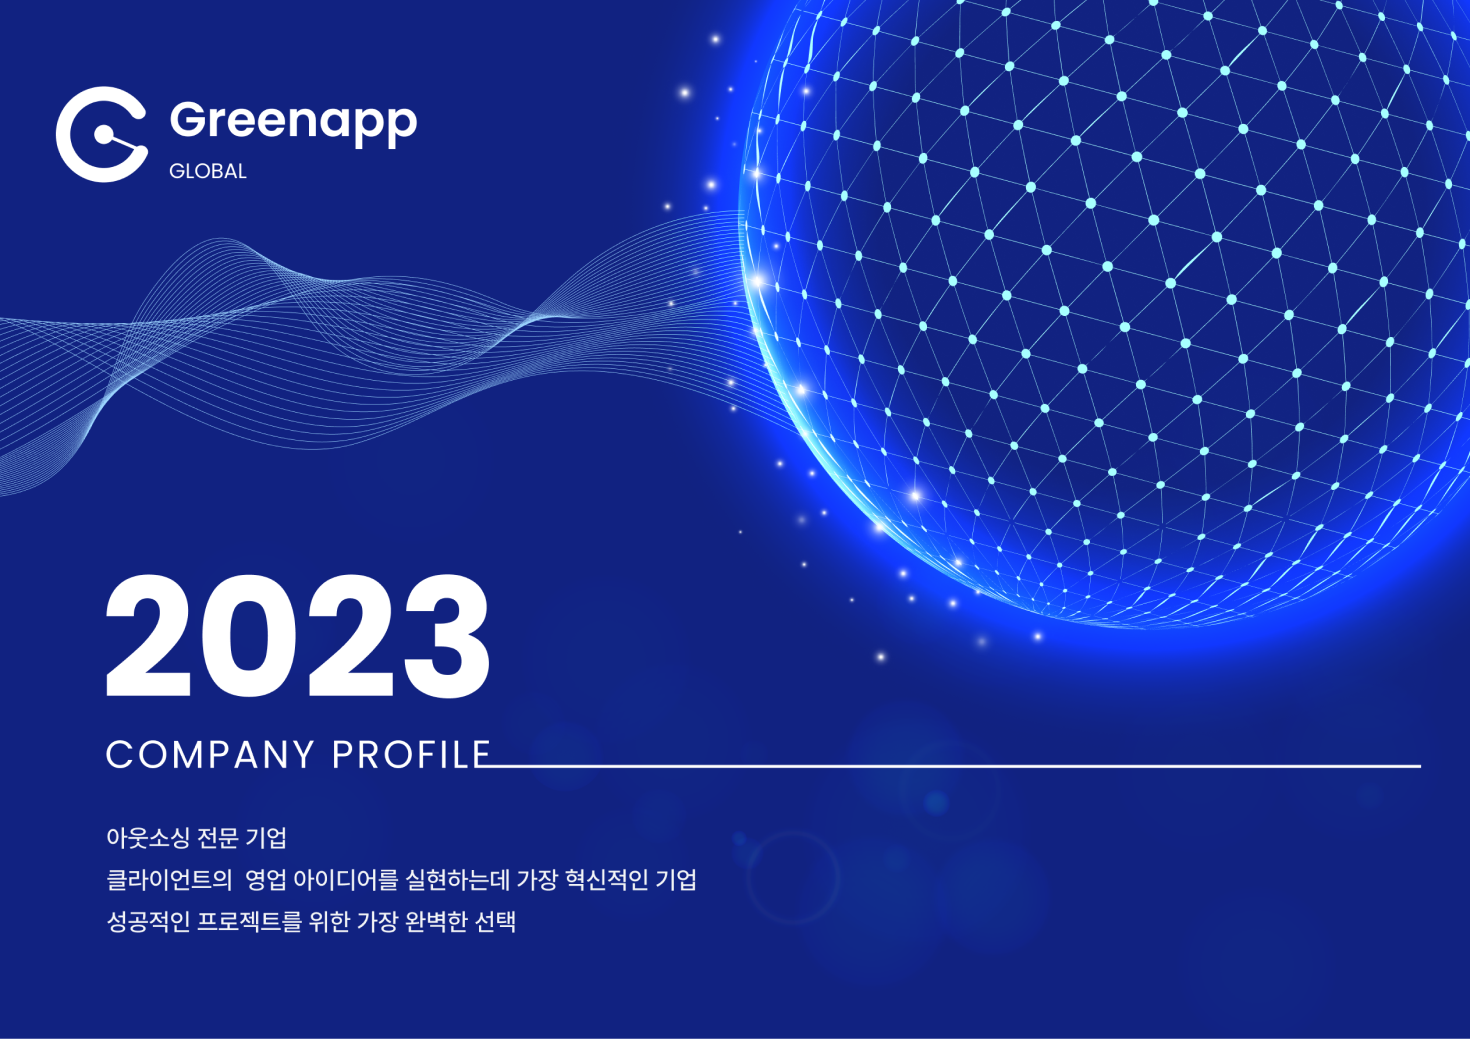 Greenapp
GLOBAL
2023
COMPANY PROFILE
아웃소싱 전문 기업
클라이언트의 영업 아이디어를 실현하는데 가장 혁신적인 기업
성공적인 프로젝트를 위한 가장 완벽한 선택